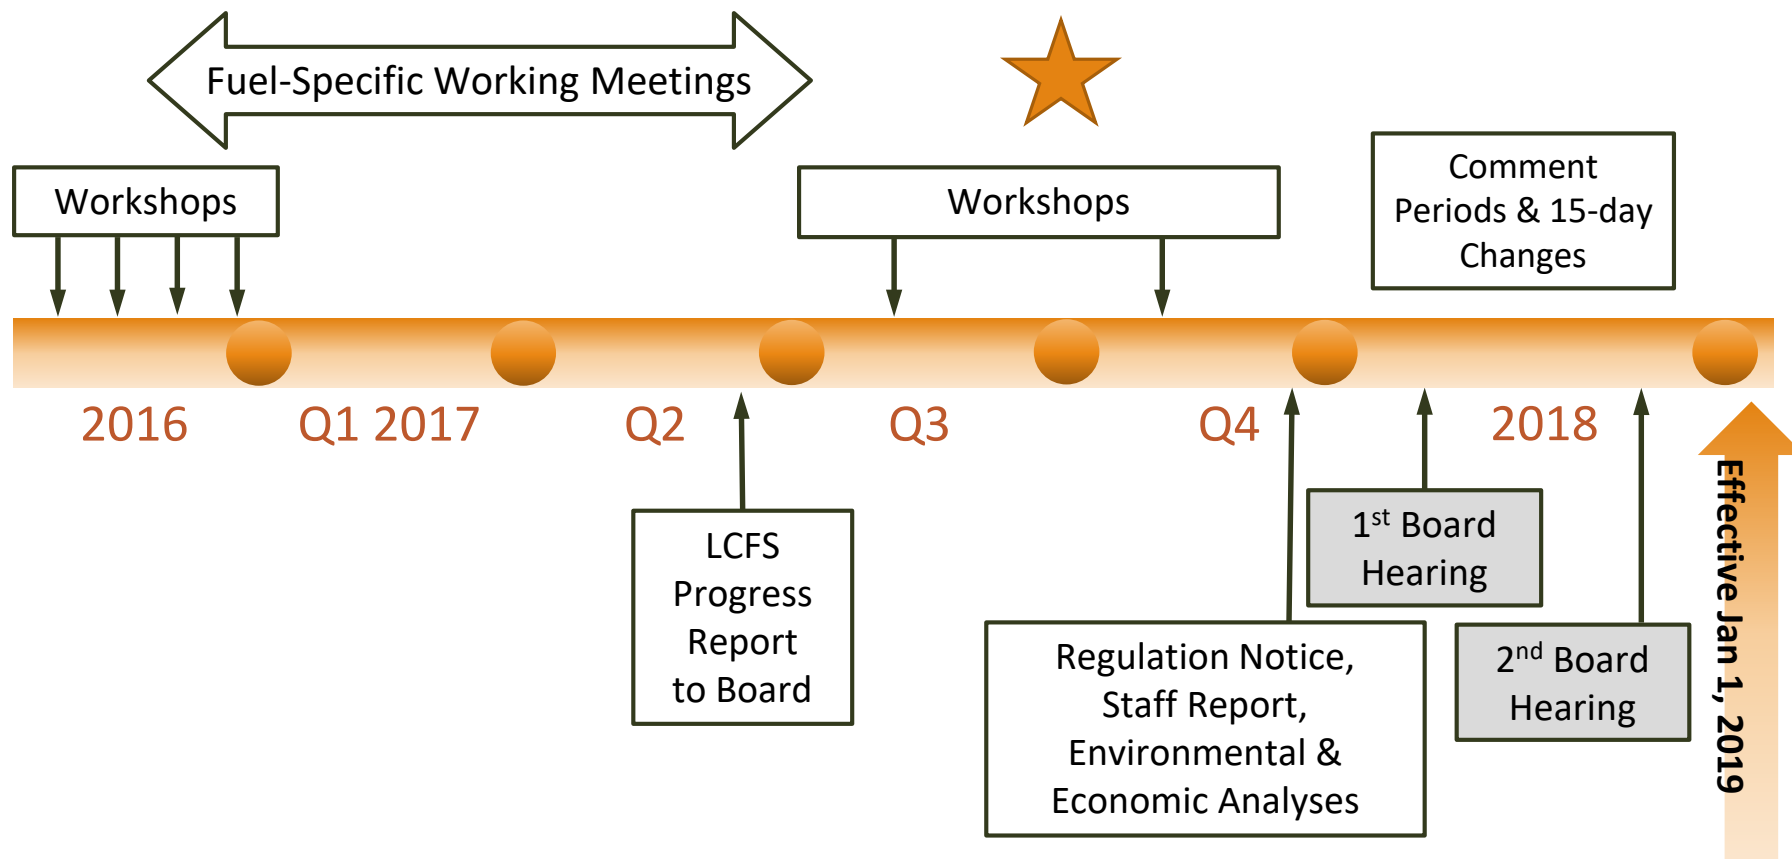 Fuel-Specific Working Meetings
Workshops
Workshops
Comment
Periods & 15-day
Changes
2016
Q1 2017
Q2
Q3
Q4
2018
LCFS
Progress
Report
to Board
Regulation Notice,
Staff Report,
Environmental &
Economic Analyses
1st Board
Hearing
2nd Board
Hearing
Effective Jan 1, 2019